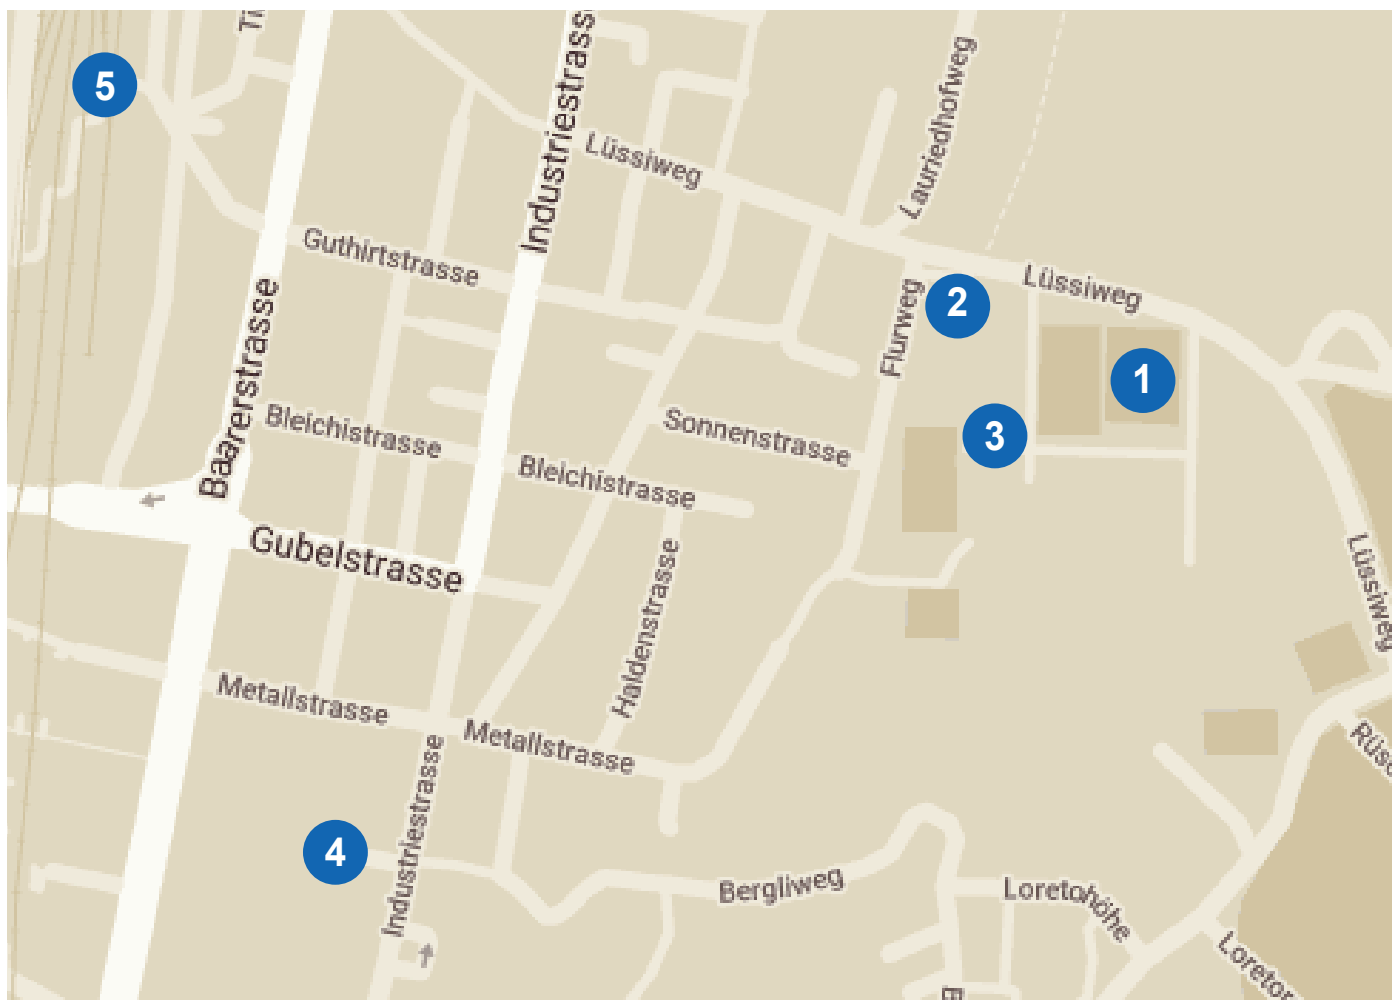 5
Industriestrasse
Lauriedhofweg
Lüssiweg
Guthirtstrasse
Lüssiweg
2
Flurweg
Baarerstrasse
1
Bleichistrasse
Sonnenstrasse
3
Bleichistrasse
Gubelstrasse
Haldenstrasse
Lüssiweg
Metallstrasse
Metallstrasse
Industriestrasse
4
Bergliweg
Loretohöhe